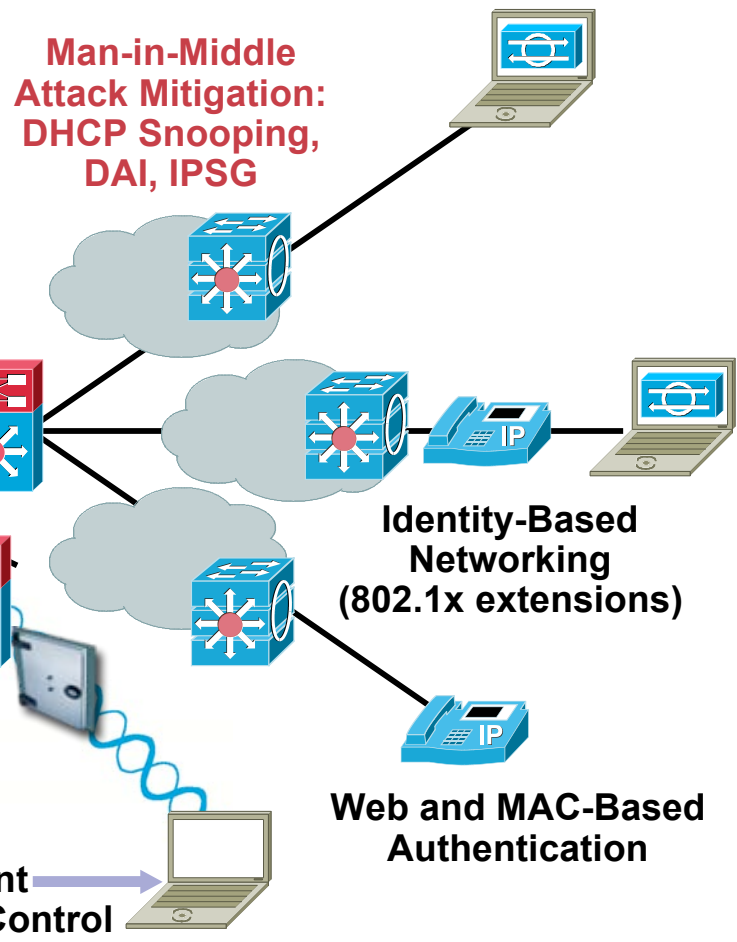 Man-in-Middle
Attack Mitigation:
DHCP Snooping,
DAI, IPSG
IP
Identity-Based
Networking
(802.1x extensions)
IP
Web and MAC-Based
Authentication
nt
Control